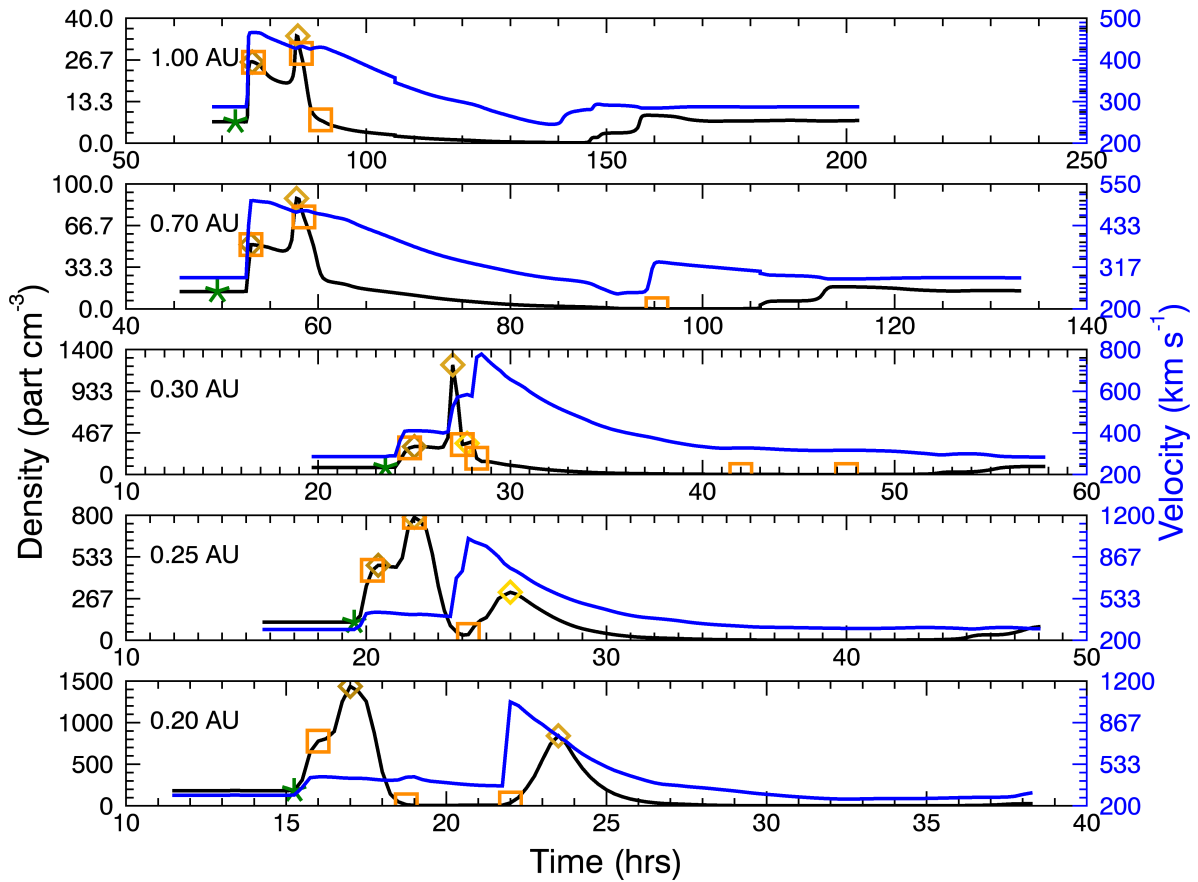 40.0 500
1.00 AU
26.7 400
13.3 300
0.0 200
50 100 150 200 250
100.0 550
0.70 AU
66.7 433
33.3 317
0.0 200
40 60 80 100 120 140
1400 800
0.30 AU
933 600
467 400
0 200
10 20 30 40 50 60
800 1200
0.25 AU
533 867
267 533
0 200
10 20 30 40 50
1500 1200
0.20 AU
1000 867
500 533
0 200
10 15 20 25 30 35 40
Time (hrs)
Density (part cm⁻³)
Velocity (km s⁻¹)